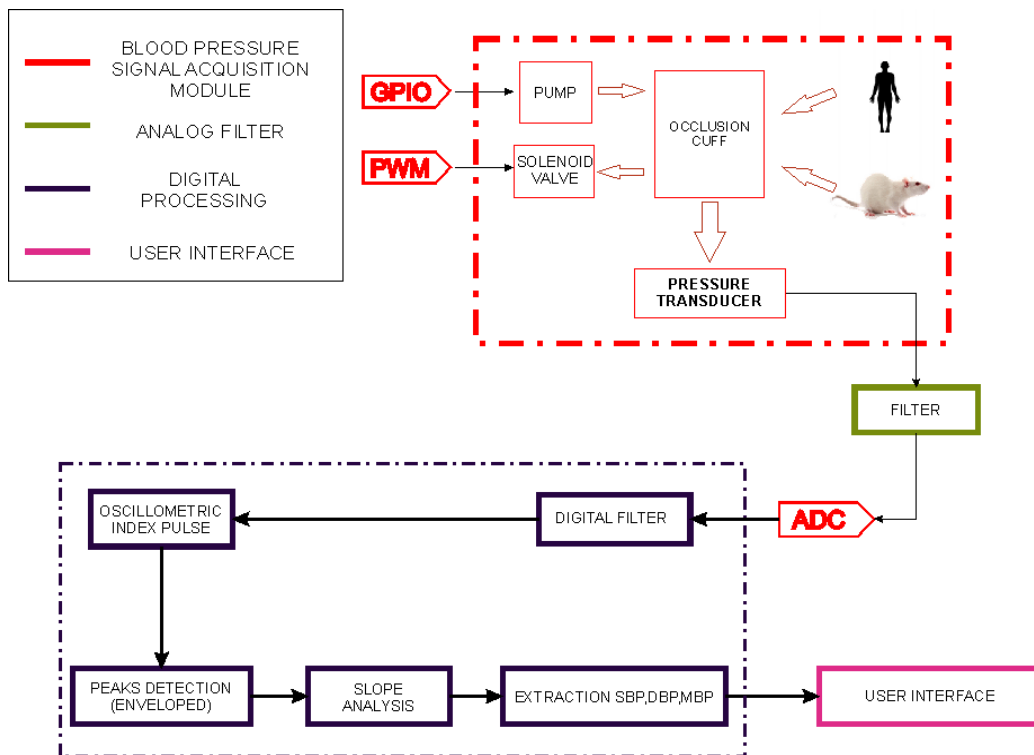 BLOOD PRESSURE
SIGNAL ACQUISITION
MODULE
ANALOG FILTER
DIGITAL
PROCESSING
USER INTERFACE
GPIO
PUMP
OCCLUSION
CUFF
PWM
SOLENOID
VALVE
PRESSURE
TRANSDUCER
FILTER
OSCILLOMETRIC
INDEX PULSE
DIGITAL FILTER
ADC
PEAKS DETECTION
(ENVELOPED)
SLOPE
ANALYSIS
EXTRACTION SBP,DBP,MBP
USER INTERFACE